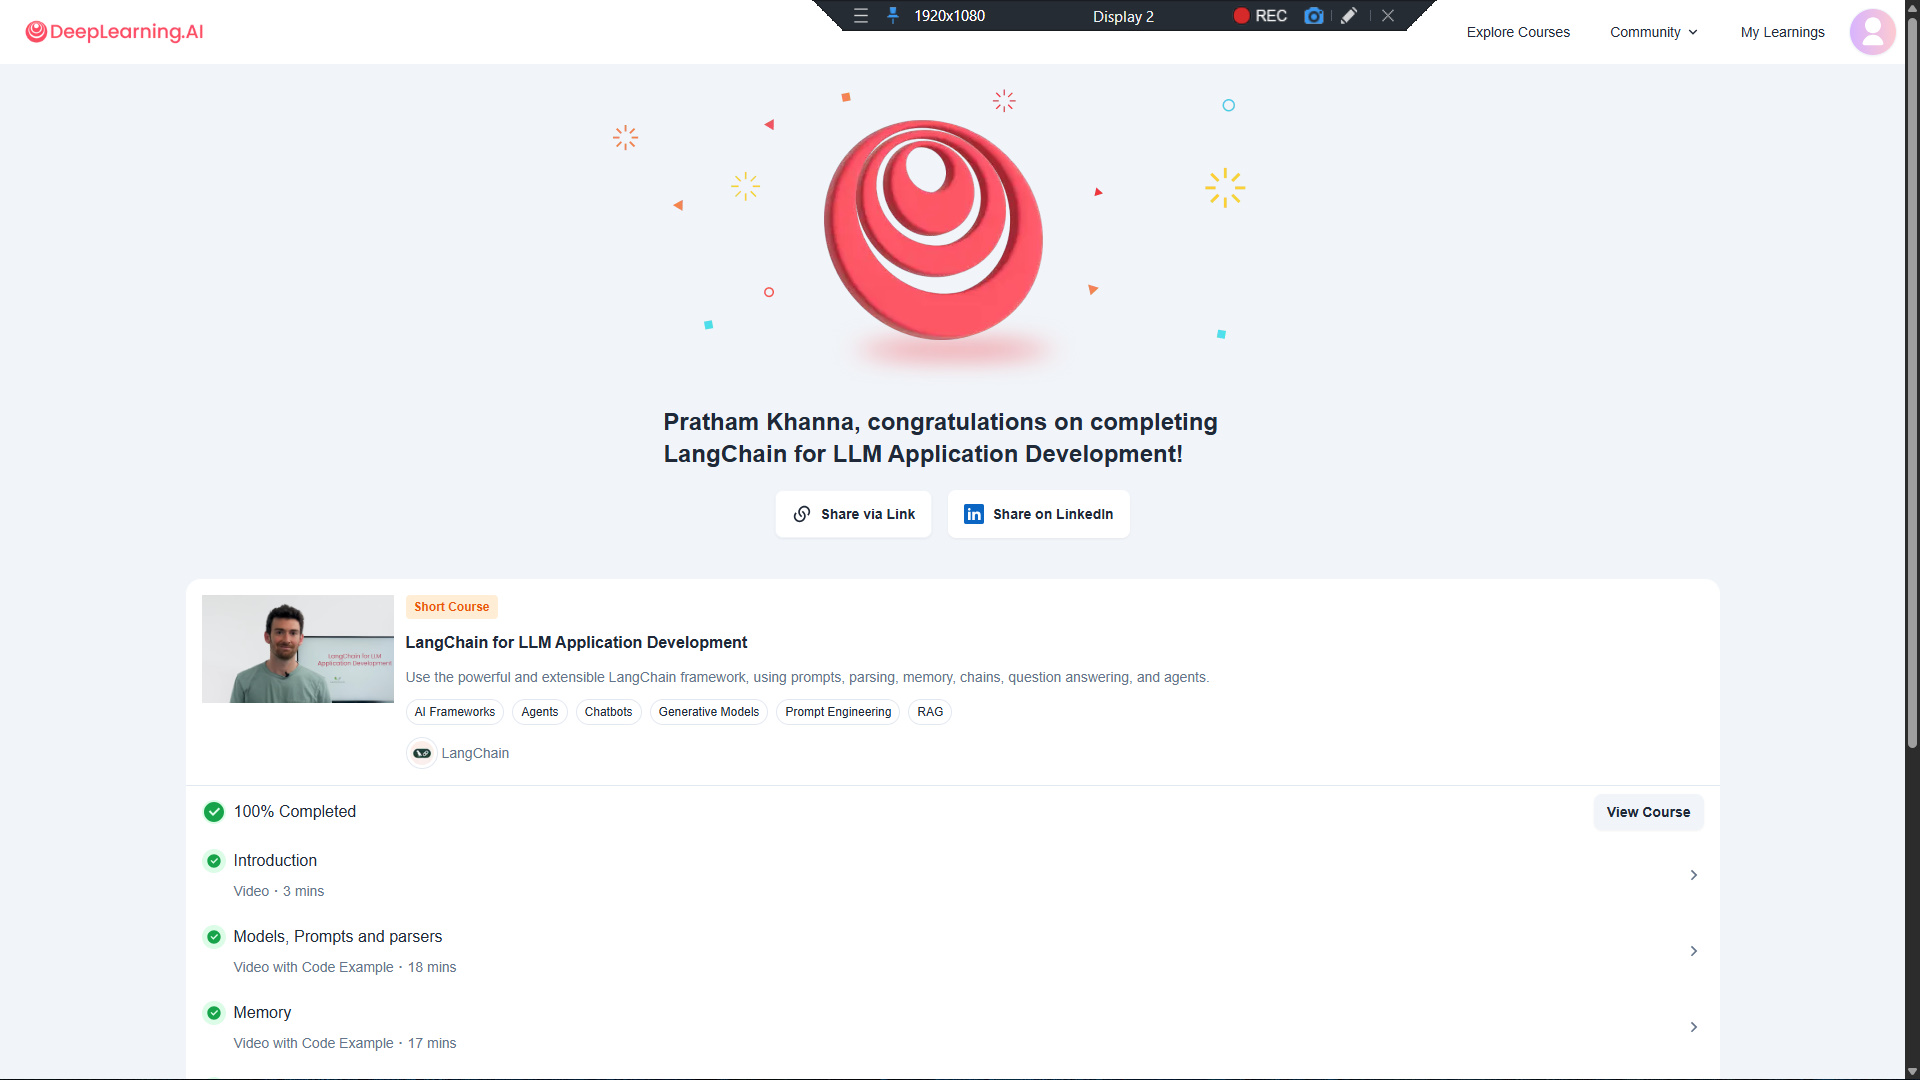 DeepLearning.AI
1920x1080
Display 2
REC
Explore Courses
Community
My Learnings
Pratham Khanna, congratulations on completing
LangChain for LLM Application Development!
Share via Link
Share on LinkedIn
LangChain for LLM
Application Development
Short Course
LangChain for LLM Application Development
Use the powerful and extensible LangChain framework, using prompts, parsing, memory, chains, question answering, and agents.
AI Frameworks
Agents
Chatbots
Generative Models
Prompt Engineering
RAG
LangChain
100% Completed
View Course
Introduction
Video · 3 mins
Models, Prompts and parsers
Video with Code Example · 18 mins
Memory
Video with Code Example · 17 mins